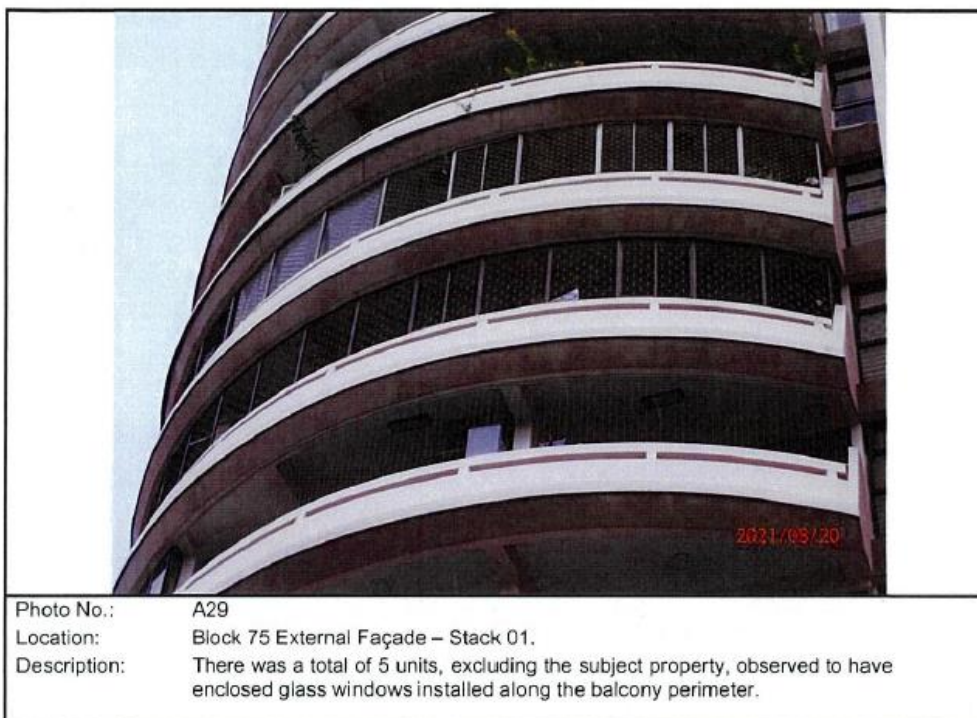 2021/08/20
Photo No.: A29
Location: Block 75 External Façade – Stack 01.
Description: There was a total of 5 units, excluding the subject property, observed to have
enclosed glass windows installed along the balcony perimeter.